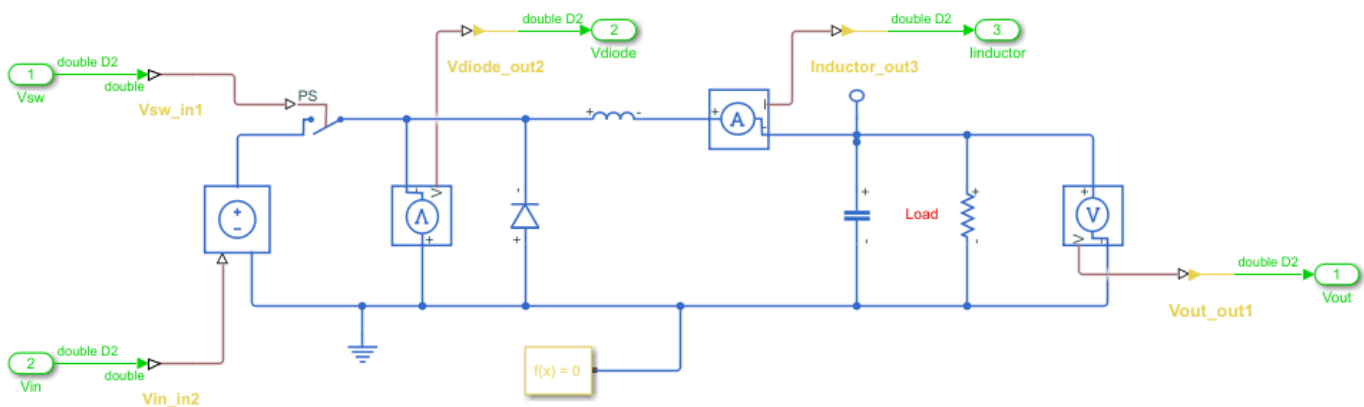 double D2
2
Vdiode
Vdiode_out2
double D2
3
Iinductor
Inductor_out3
1
Vsw
double D2
double
Vsw_in1
PS
+
-
A
+
-
+
-
V
-
+
V
-
+
+
-
Load
+
-
+
V
V
-
double D2
1
Vout
Vout_out1
2
Vin
double D2
double
Vin_in2
f(x) = 0